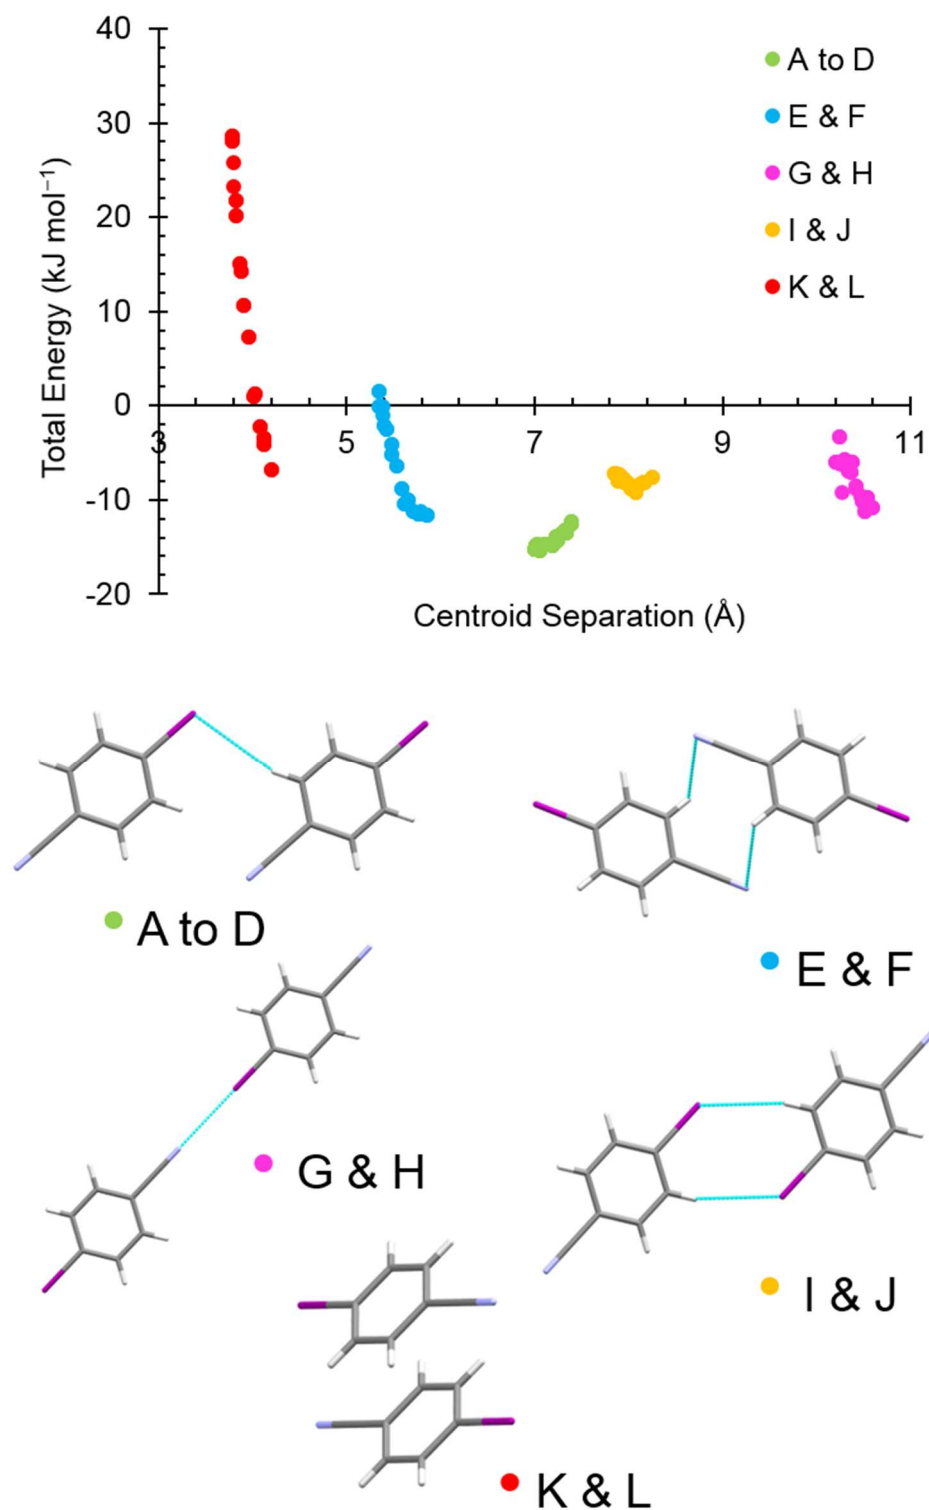 40
30
20
10
0
-10
-20
Total Energy (kJ mol⁻¹)
3
5
7
9
11
Centroid Separation (Å)
A to D
E & F
G & H
I & J
K & L
A to D
E & F
G & H
I & J
K & L